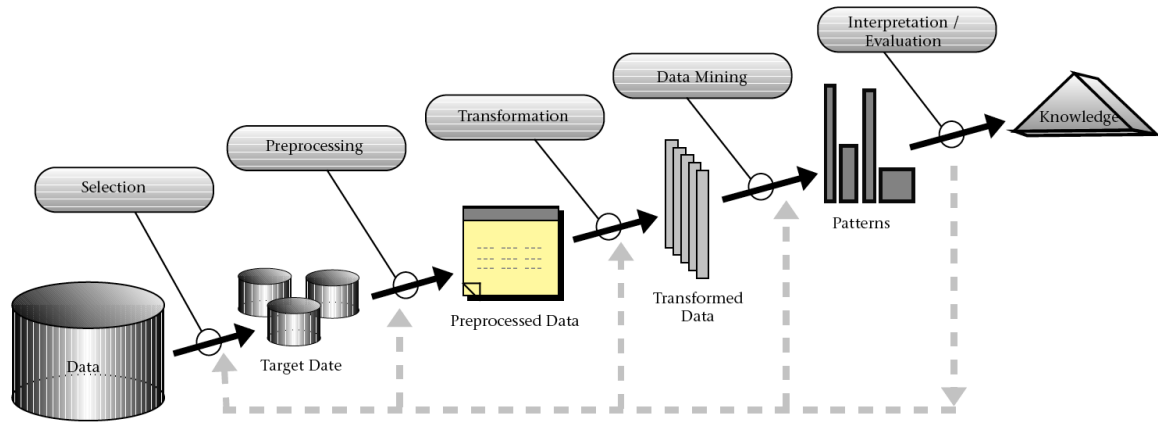 Interpretation /
Evaluation
Data Mining
Transformation
Preprocessing
Selection
Data
Target Date
Preprocessed Data
Transformed
Data
Patterns
Knowledge